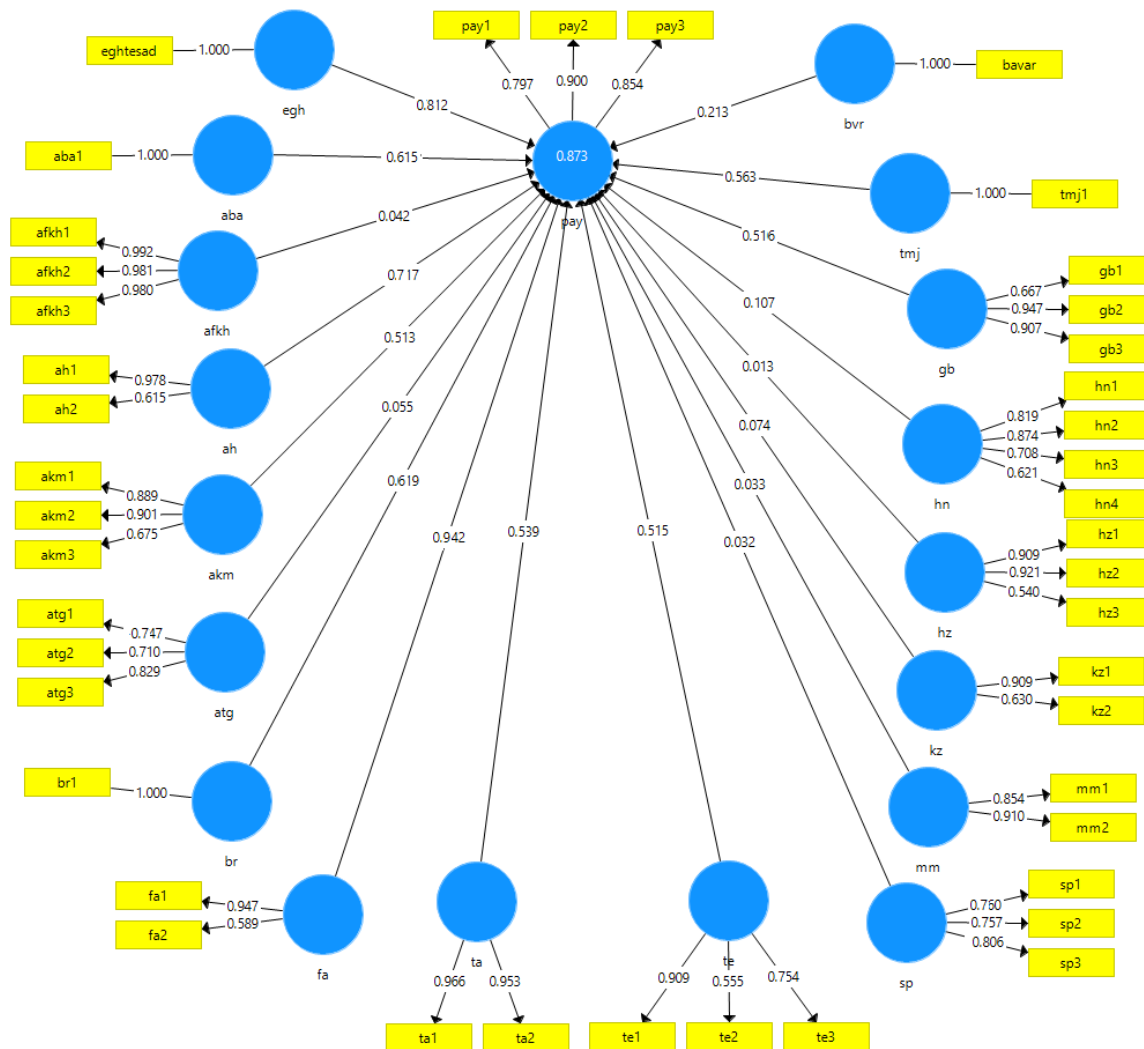 pay1 pay2 pay3
eghtesad 1.000 egh
0.797 0.900 0.854
bvr 1.000 bavar
0.812
0.213
0.873
pay
aba1 1.000 aba
0.615
0.563
tmj 1.000 tmj1
afkh1 0.992
afkh2 0.981
afkh3 0.980
afkh
0.042
0.516
gb
0.667 gb1
0.947 gb2
0.907 gb3
ah1 0.978
ah2 0.615
ah
0.717
0.107
hn
0.819 hn1
0.874 hn2
0.708 hn3
0.621 hn4
akm1 0.889
akm2 0.901
akm3 0.675
akm
0.513
0.013
hz
0.909 hz1
0.921 hz2
0.540 hz3
atg1 0.747
atg2 0.710
atg3 0.829
atg
0.055
0.074
kz
0.909 kz1
0.630 kz2
br1 1.000 br
0.619
0.033
mm
0.854 mm1
0.910 mm2
fa1 0.947
fa2 0.589
fa
0.942
0.539
ta
0.966 0.953
ta1 ta2
0.515
te
0.909 0.555 0.754
te1 te2 te3
0.032
sp
0.760 sp1
0.757 sp2
0.806 sp3